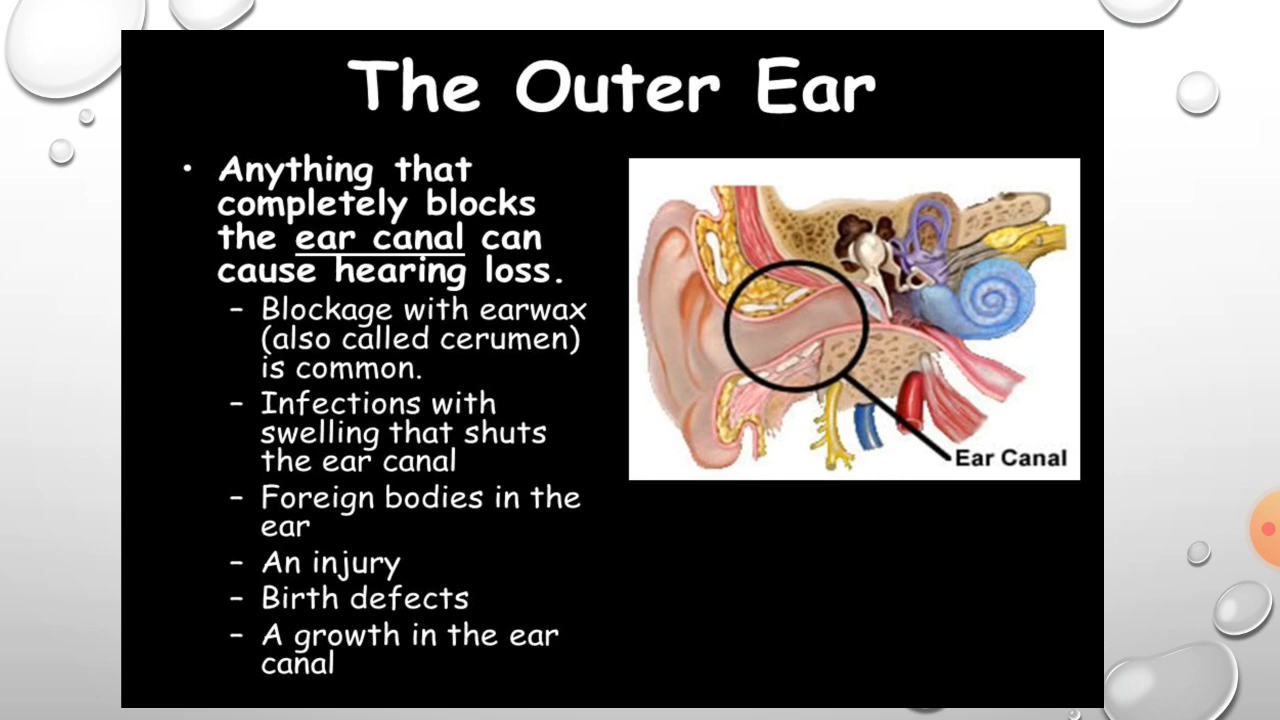 The Outer Ear
• Anything that
completely blocks
the ear canal can
cause hearing loss.
– Blockage with earwax
(also called cerumen)
is common.
– Infections with
swelling that shuts
the ear canal
– Foreign bodies in the
ear
– An injury
– Birth defects
– A growth in the ear
canal
Ear Canal